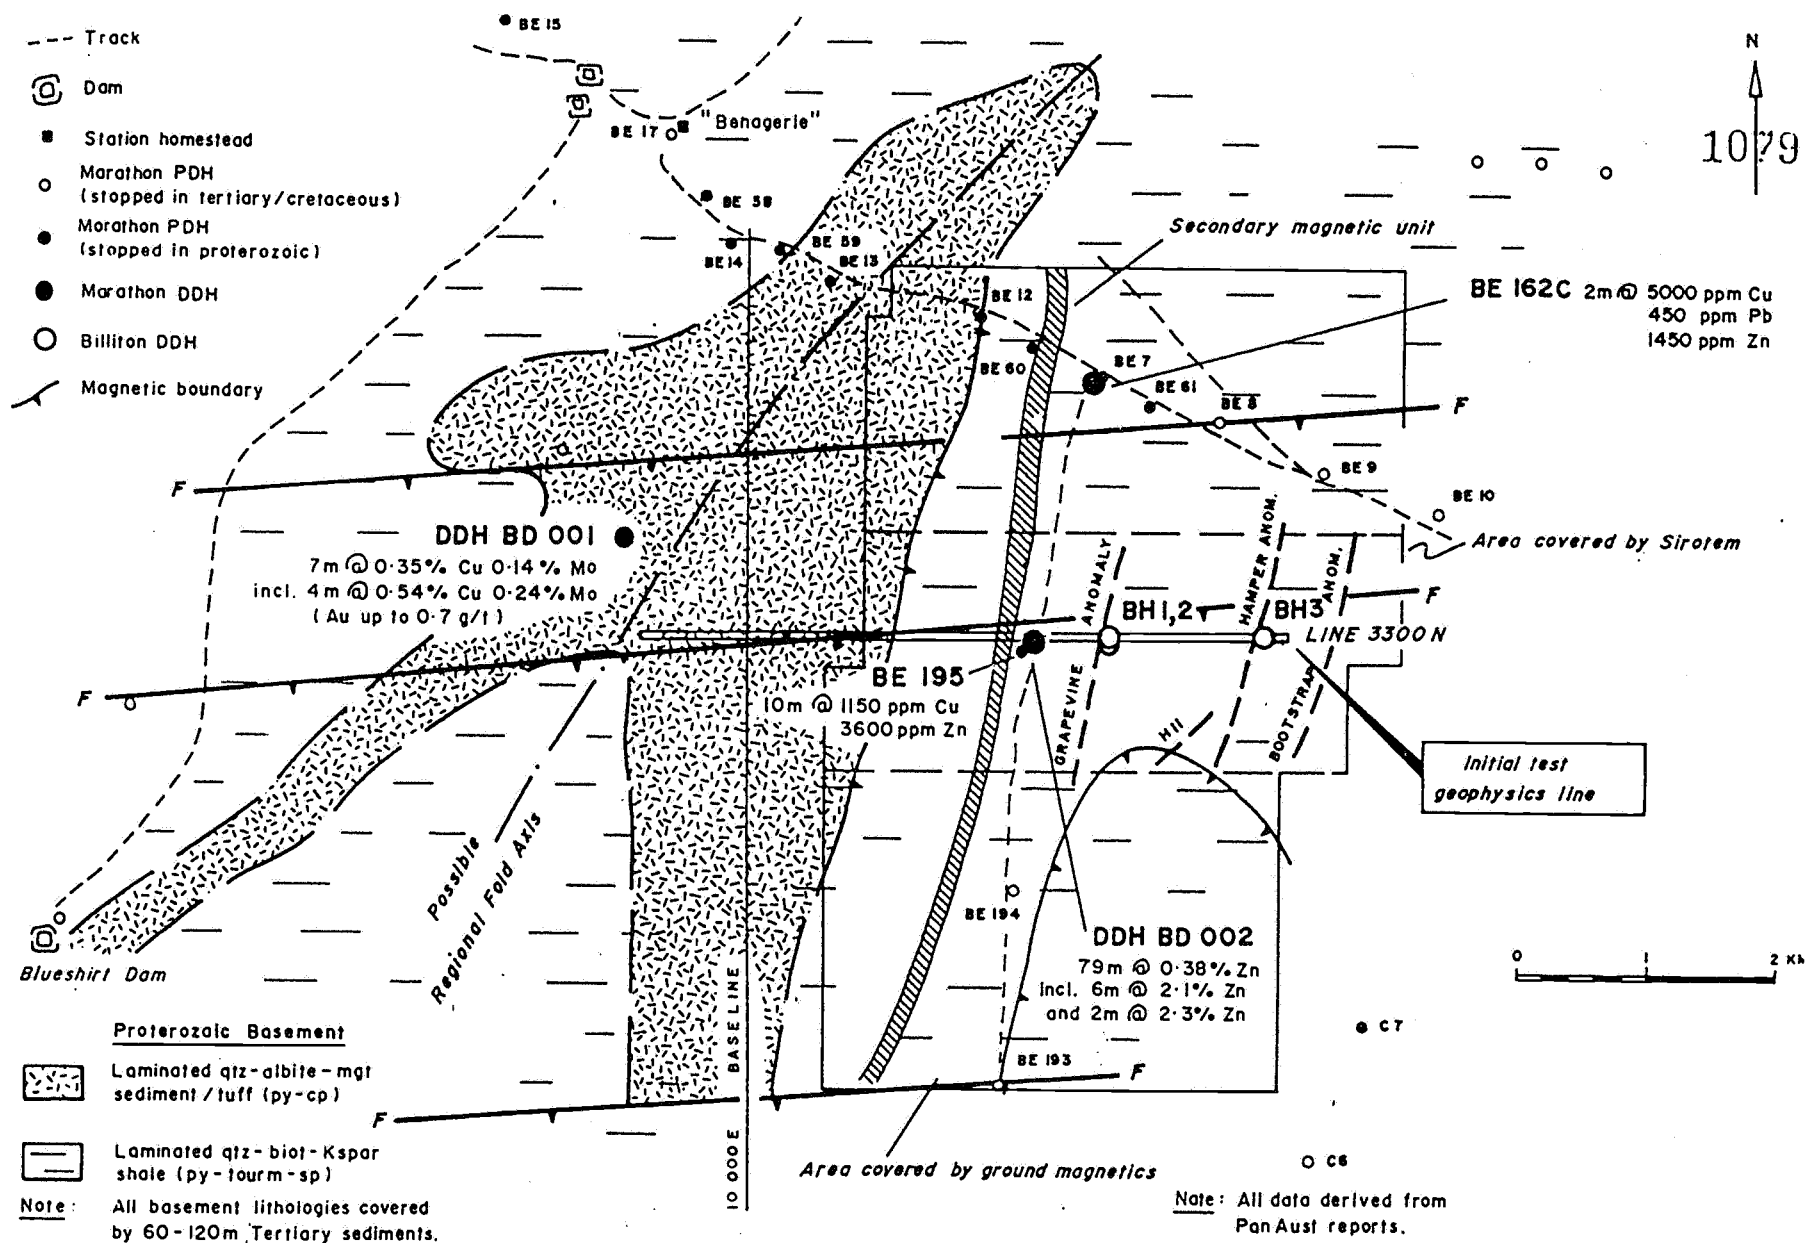 Track
Dam
Station homestead
Marathon PDH
(stopped in tertiary/cretaceous)
Marathon PDH
(stopped in proterozoic)
Marathon DDH
Billiton DDH
Magnetic boundary
BE 15
BE 17
"Benagerie"
BE 58
BE 14
BE 59
BE 13
BE 12
BE 60
BE 7
BE 61
BE 8
BE 9
BE 10
N
1079
Secondary magnetic unit
BE 162C 2m @ 5000 ppm Cu
450 ppm Pb
1450 ppm Zn
F
F
DDH BD 001
7m @ 0·35% Cu 0·14% Mo
incl. 4m @ 0·54% Cu 0·24% Mo
(Au up to 0·7 g/t)
Area covered by Sirotem
GRAPEVINE ANOMALY
HAMPER ANOM.
BOOTSTRAP ANOM.
BH1,2
BH3
F
LINE 3300 N
F
BE 195
10m @ 1150 ppm Cu
3600 ppm Zn
H11
Initial test
geophysics line
Possible
Regional Fold Axis
BE 194
DDH BD 002
79m @ 0·38% Zn
incl. 6m @ 2·1% Zn
and 2m @ 2·3% Zn
0 1 2 Km
Blueshirt Dam
C7
BE 193
F
F
10 000E BASELINE
Area covered by ground magnetics
C6
Proterozoic Basement
Laminated qtz-albite-mgt
sediment/tuff (py-cp)
Laminated qtz-biot-Kspar
shale (py-tourm-sp)
Note: All basement lithologies covered
by 60-120m Tertiary sediments.
Note: All data derived from
PanAust reports.